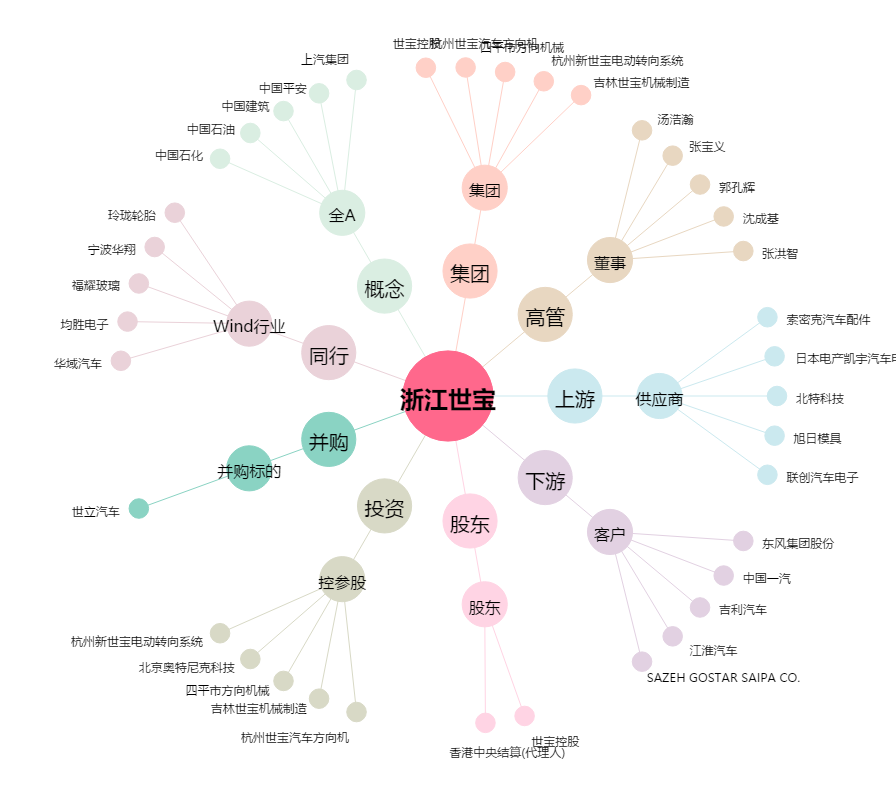 世宝控股
杭州世宝汽车方向机
四平市方向机械
杭州新世宝电动转向系统
吉林世宝机械制造
上汽集团
中国平安
中国建筑
中国石油
中国石化
汤浩瀚
张宝义
郭孔辉
沈成基
张洪智
集团
全A
董事
集团
概念
高管
玲珑轮胎
宁波华翔
福耀玻璃
均胜电子
华域汽车
Wind行业
同行
浙江世宝
上游
供应商
索密克汽车配件
日本电产凯宇汽车电
北特科技
旭日模具
联创汽车电子
并购
并购标的
世立汽车
投资
控参股
股东
股东
下游
客户
东风集团股份
中国一汽
吉利汽车
江淮汽车
SAZEH GOSTAR SAIPA CO.
杭州新世宝电动转向系统
北京奥特尼克科技
四平市方向机械
吉林世宝机械制造
杭州世宝汽车方向机
世宝控股
香港中央结算(代理人)